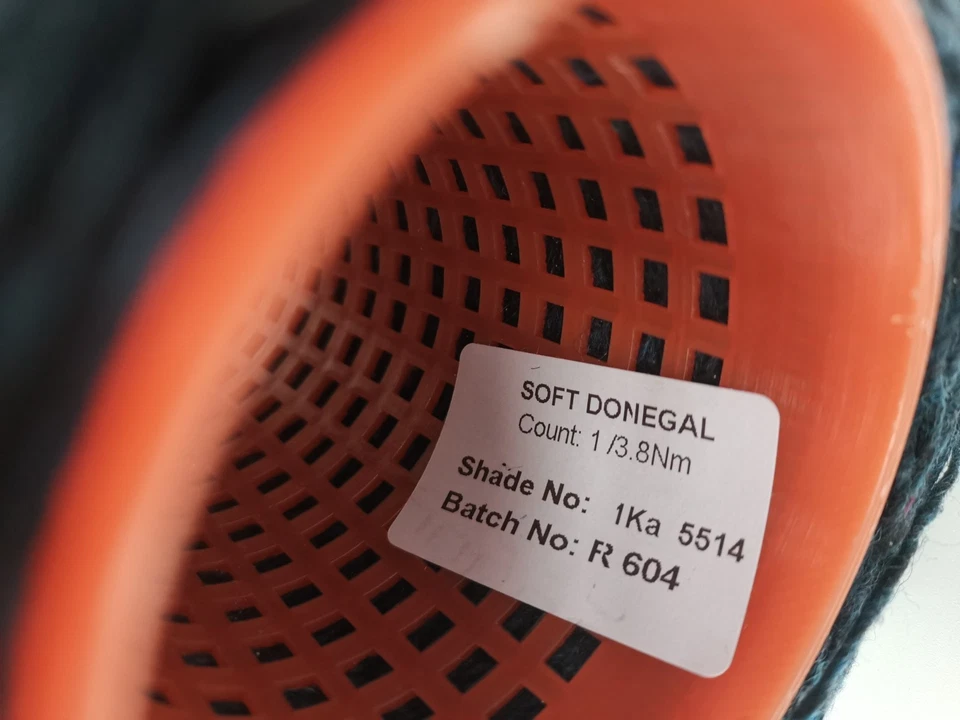 SOFT DONEGAL
Count: 1 /3.8Nm
Shade No: 1Ka 5514
Batch No: R 604